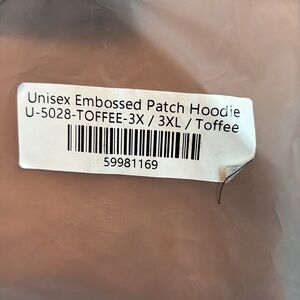 Unisex Embossed Patch Hoodie
U-5028-TOFFEE-3X / 3XL / Toffee
59981169